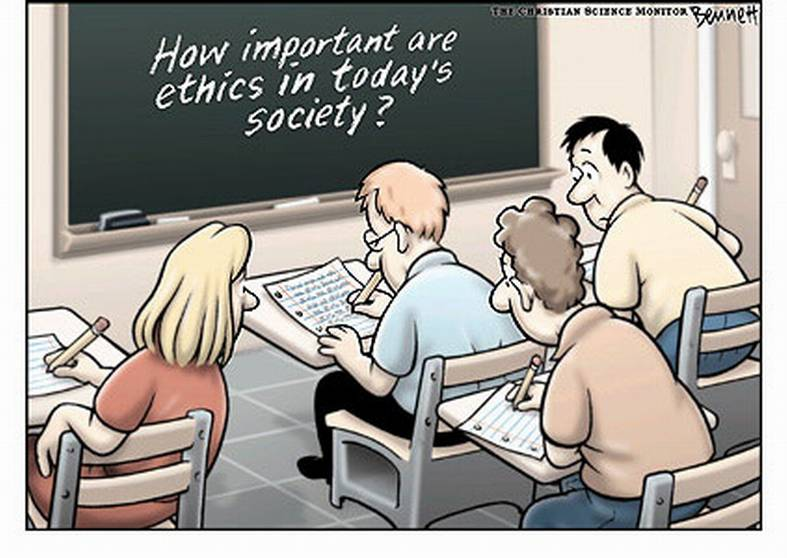 THE CHRISTIAN SCIENCE MONITOR Bennett
How important are
ethics in today's
society?